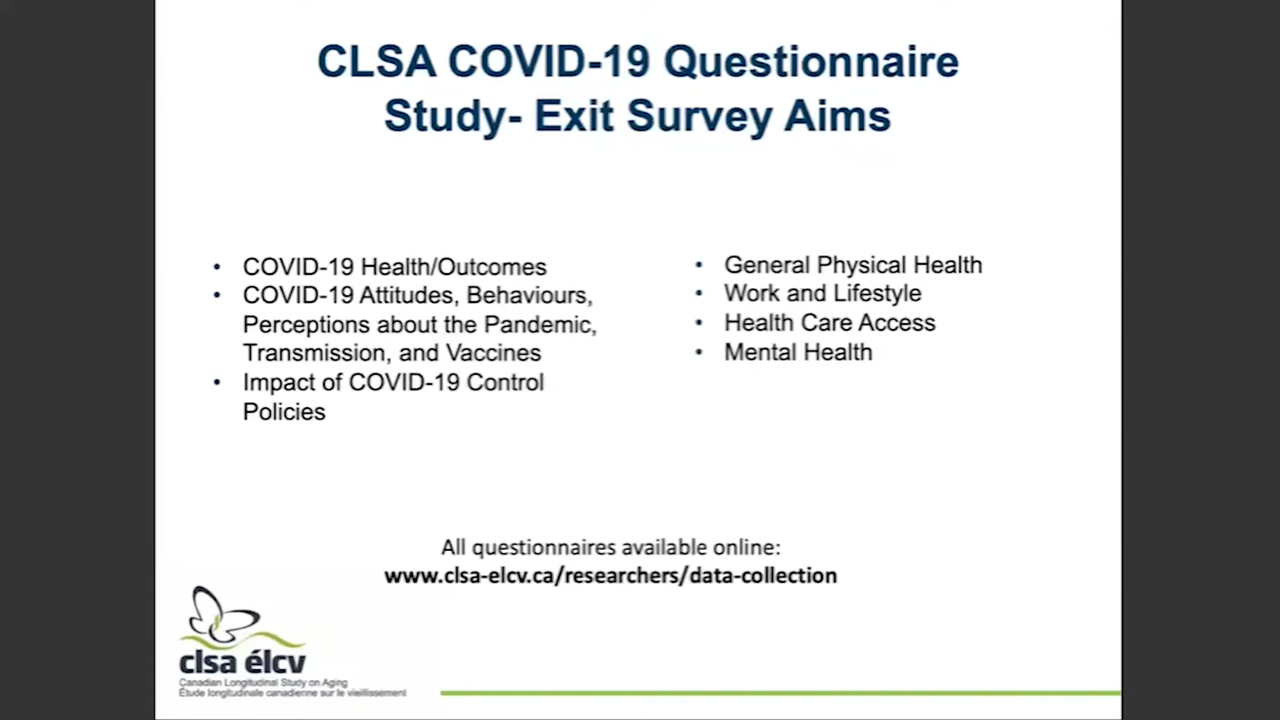 CLSA COVID-19 Questionnaire
Study- Exit Survey Aims
• COVID-19 Health/Outcomes
• COVID-19 Attitudes, Behaviours,
Perceptions about the Pandemic,
Transmission, and Vaccines
• Impact of COVID-19 Control
Policies
• General Physical Health
• Work and Lifestyle
• Health Care Access
• Mental Health
All questionnaires available online:
www.clsa-elcv.ca/researchers/data-collection
clsa élcv
Canadian Longitudinal Study on Aging
Étude longitudinale canadienne sur le vieillissement